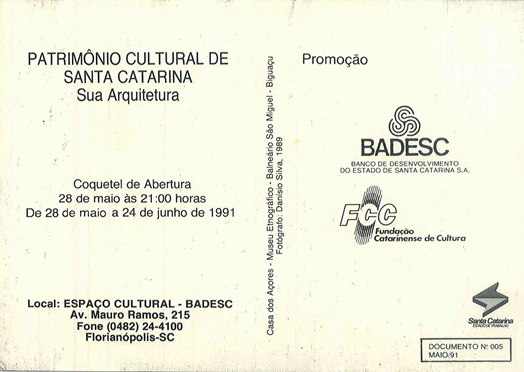 PATRIMÔNIO CULTURAL DE
SANTA CATARINA
Sua Arquitetura
Coquetel de Abertura
28 de maio às 21:00 horas
De 28 de maio a 24 de junho de 1991
Local: ESPAÇO CULTURAL - BADESC
Av. Mauro Ramos, 215
Fone (0482) 24-4100
Florianópolis-SC
Casa dos Açores - Museu Etnográfico - Balneário São Miguel - Biguaçu
Fotógrafo: Danísio Silva, 1989
Promoção
BADESC
BANCO DE DESENVOLVIMENTO
DO ESTADO DE SANTA CATARINA S.A.
FCC
Fundação
Catarinense de Cultura
Santa Catarina
ESTADO DE TRABALHO
DOCUMENTO Nº 005
MAIO/91